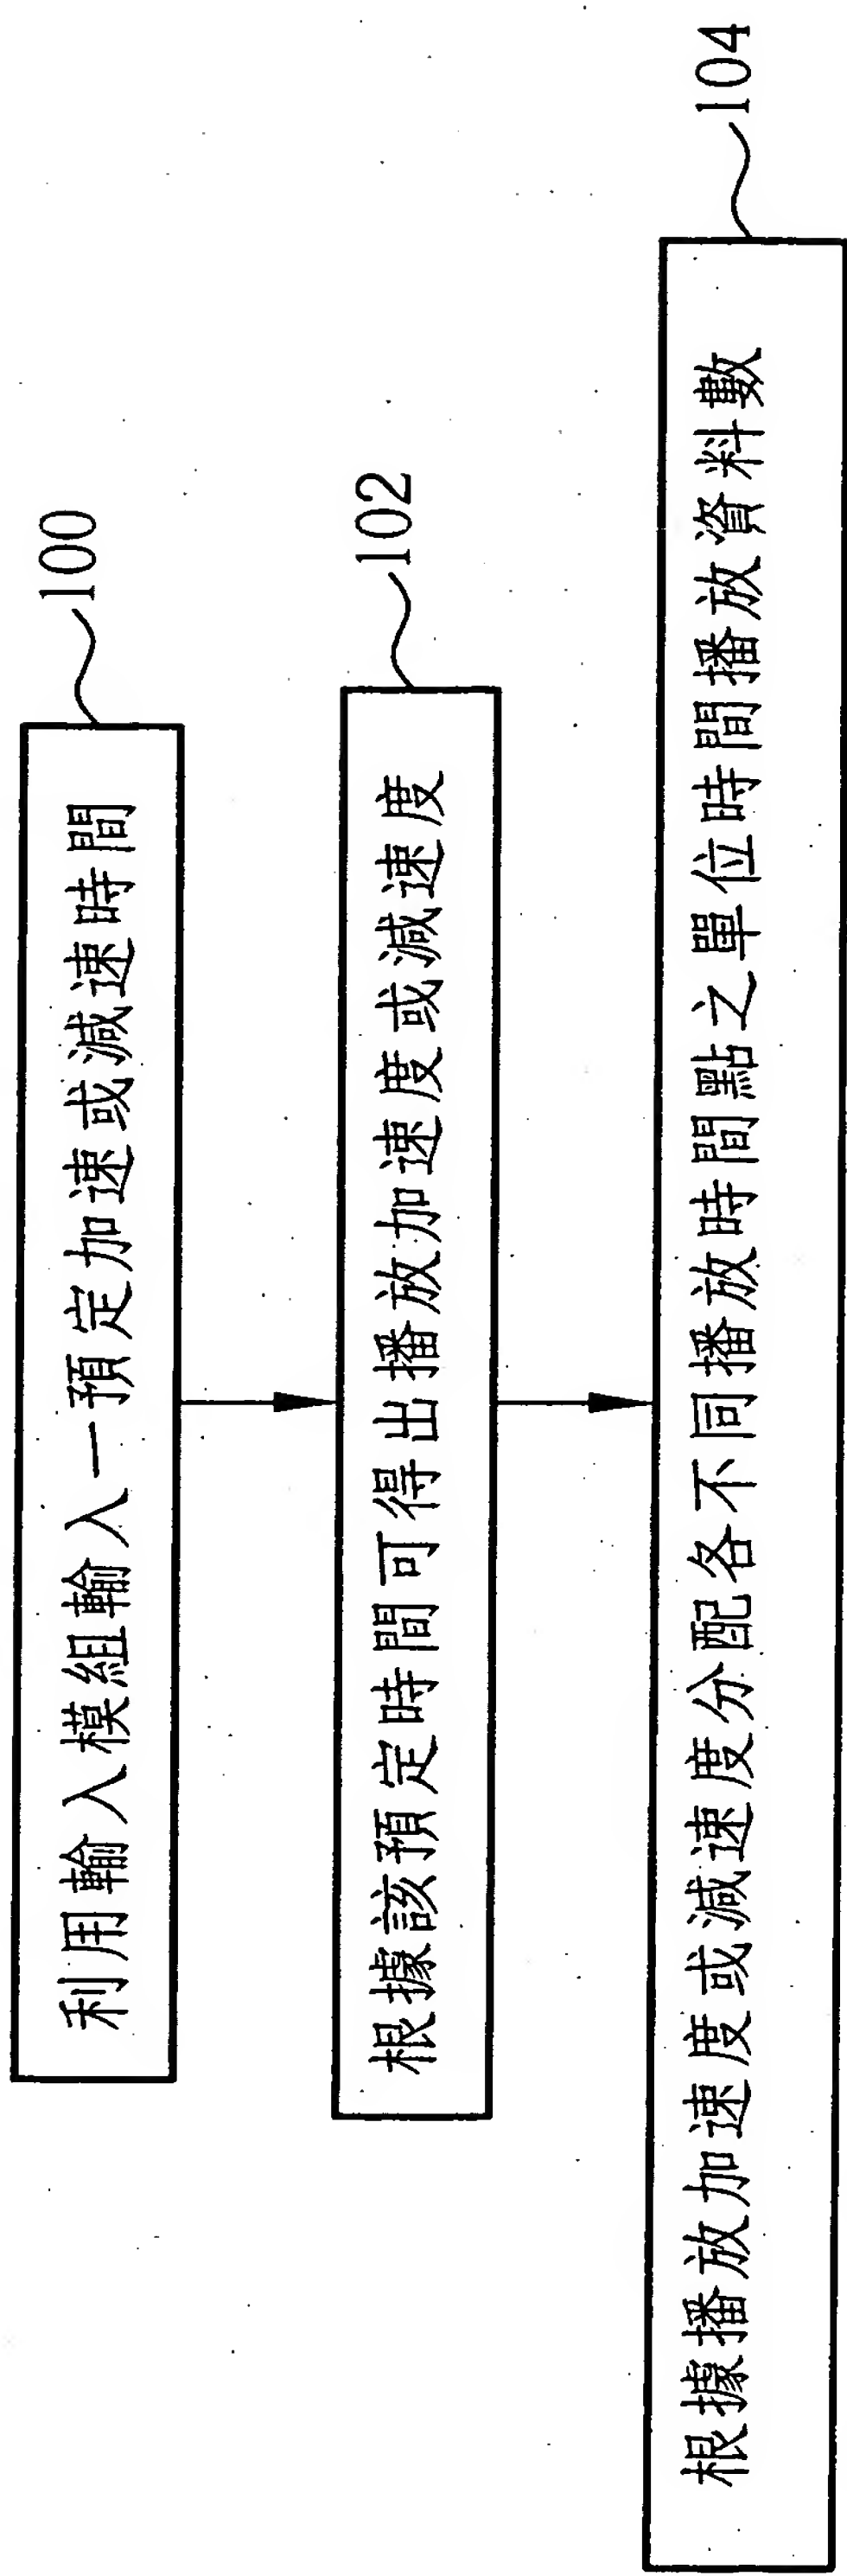 利用輸入模組輸入一預定加速或減速時間
100
根據該預定時間可得出播放加速度或減速度
102
根據播放加速度或減速度分配各不同播放時間點之單位時間播放資料數
104